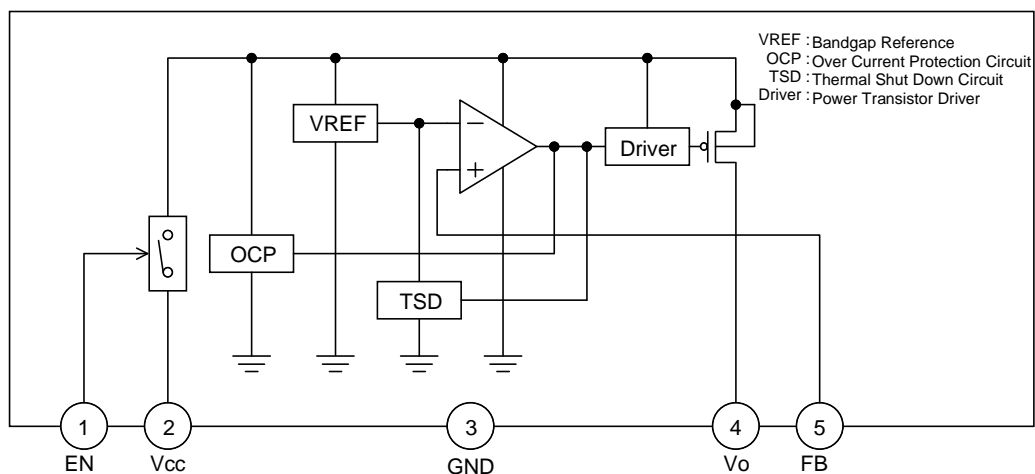 VREF : Bandgap Reference
OCP : Over Current Protection Circuit
TSD : Thermal Shut Down Circuit
Driver : Power Transistor Driver
VREF
−
+
Driver
OCP
TSD
1
2
3
4
5
EN
Vcc
GND
Vo
FB